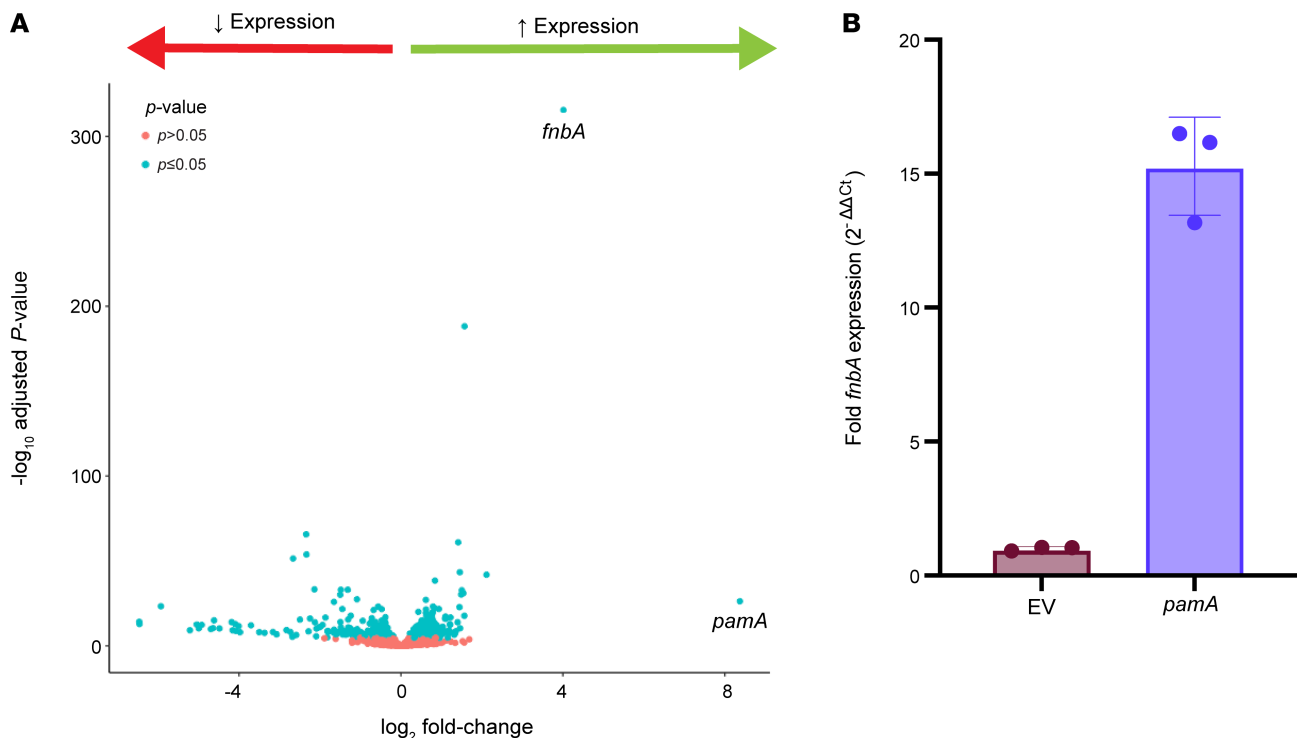 A
↓ Expression
↑ Expression
p-value
p>0.05
p≤0.05
fnbA
pamA
300
200
100
0
-log₁₀ adjusted P-value
-4
0
4
8
log₂ fold-change
B
20
15
10
5
0
Fold fnbA expression (2^-ΔΔCt)
EV
pamA